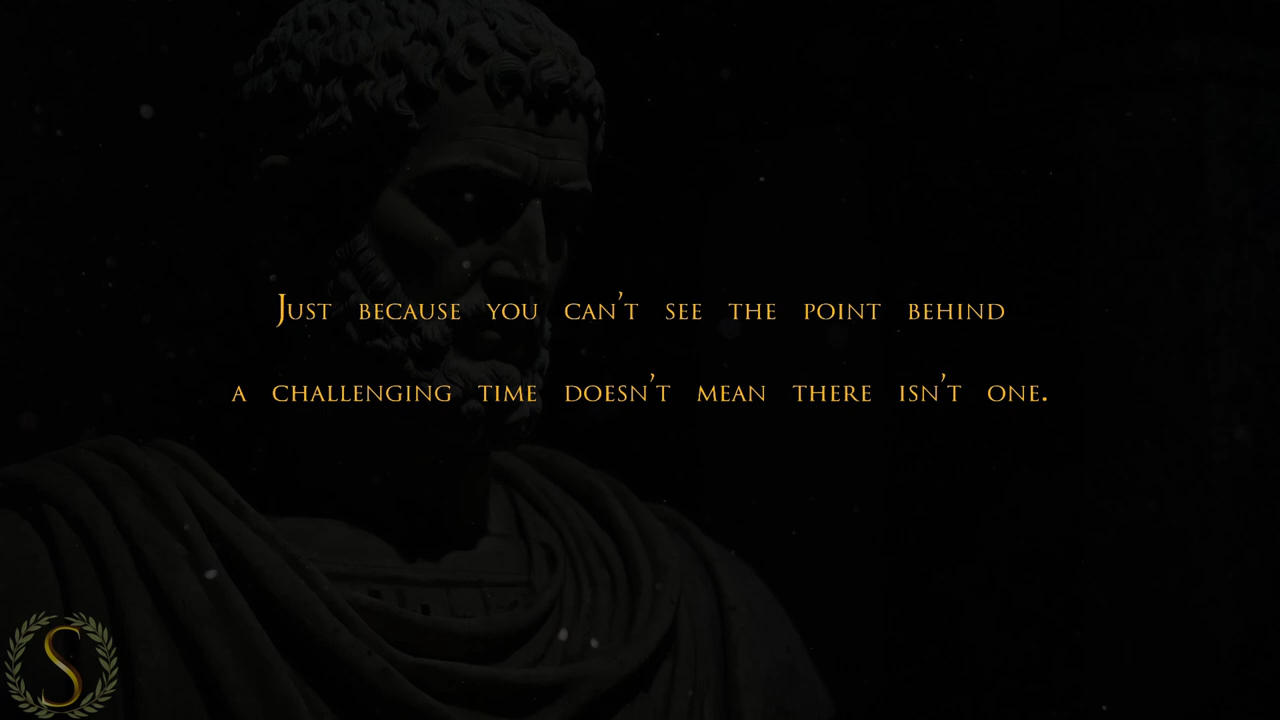 Just because you can't see the point behind
a challenging time doesn't mean there isn't one.
S